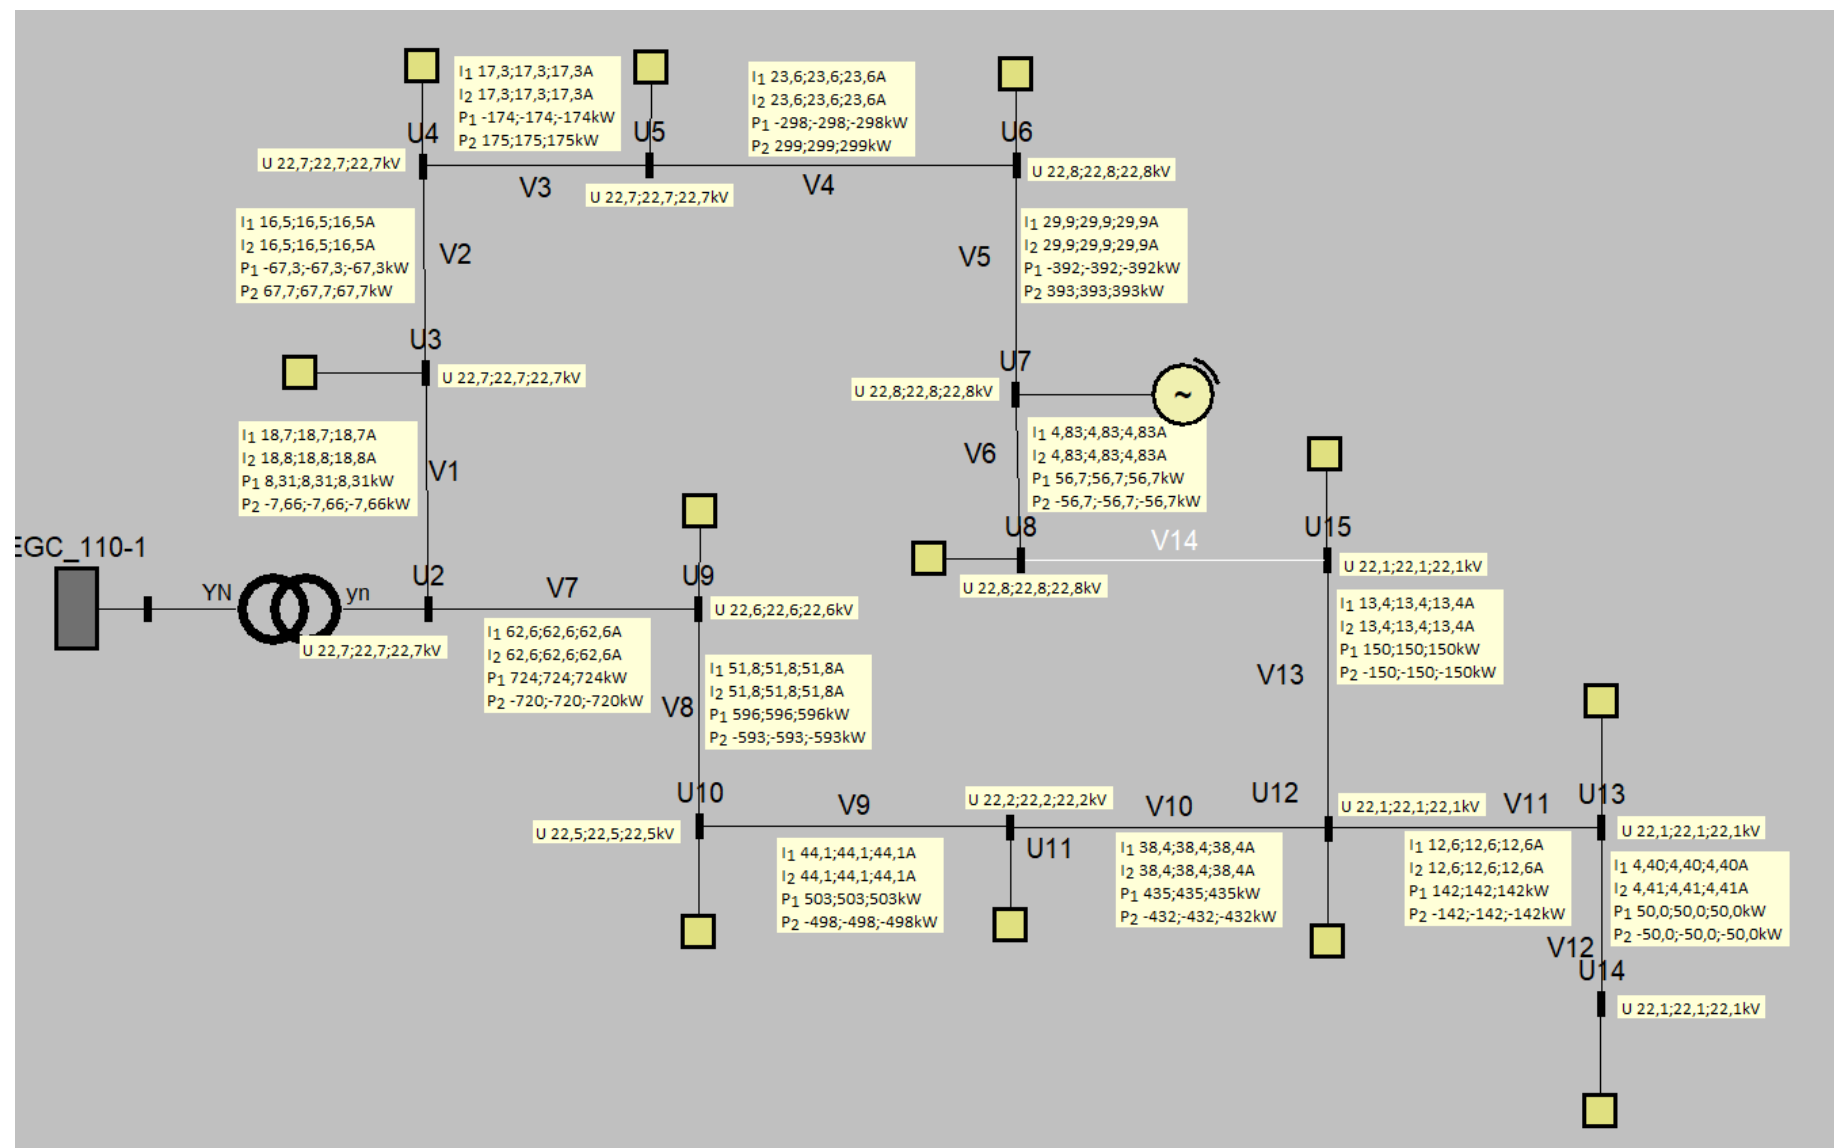 I1 17,3;17,3;17,3A
I2 17,3;17,3;17,3A
P1 -174;-174;-174kW
P2 175;175;175kW
I1 23,6;23,6;23,6A
I2 23,6;23,6;23,6A
P1 -298;-298;-298kW
P2 299;299;299kW
U4
U5
U6
U 22,7;22,7;22,7kV
V3
U 22,7;22,7;22,7kV
V4
U 22,8;22,8;22,8kV
I1 16,5;16,5;16,5A
I2 16,5;16,5;16,5A
P1 -67,3;-67,3;-67,3kW
P2 67,7;67,7;67,7kW
V2
V5
I1 29,9;29,9;29,9A
I2 29,9;29,9;29,9A
P1 -392;-392;-392kW
P2 393;393;393kW
U3
U 22,7;22,7;22,7kV
U7
U 22,8;22,8;22,8kV
~
I1 18,7;18,7;18,7A
I2 18,8;18,8;18,8A
P1 8,31;8,31;8,31kW
P2 -7,66;-7,66;-7,66kW
V1
V6
I1 4,83;4,83;4,83A
I2 4,83;4,83;4,83A
P1 56,7;56,7;56,7kW
P2 -56,7;-56,7;-56,7kW
U8
V14
U15
U 22,8;22,8;22,8kV
U 22,1;22,1;22,1kV
EGC_110-1
YN
yn
U 22,7;22,7;22,7kV
U2
V7
U9
U 22,6;22,6;22,6kV
I1 62,6;62,6;62,6A
I2 62,6;62,6;62,6A
P1 724;724;724kW
P2 -720;-720;-720kW
V8
I1 51,8;51,8;51,8A
I2 51,8;51,8;51,8A
P1 596;596;596kW
P2 -593;-593;-593kW
V13
I1 13,4;13,4;13,4A
I2 13,4;13,4;13,4A
P1 150;150;150kW
P2 -150;-150;-150kW
U10
U 22,5;22,5;22,5kV
V9
U 22,2;22,2;22,2kV
U11
V10
U12
U 22,1;22,1;22,1kV
V11
U13
U 22,1;22,1;22,1kV
I1 44,1;44,1;44,1A
I2 44,1;44,1;44,1A
P1 503;503;503kW
P2 -498;-498;-498kW
I1 38,4;38,4;38,4A
I2 38,4;38,4;38,4A
P1 435;435;435kW
P2 -432;-432;-432kW
I1 12,6;12,6;12,6A
I2 12,6;12,6;12,6A
P1 142;142;142kW
P2 -142;-142;-142kW
I1 4,40;4,40;4,40A
I2 4,41;4,41;4,41A
P1 50,0;50,0;50,0kW
P2 -50,0;-50,0;-50,0kW
V12
U14
U 22,1;22,1;22,1kV